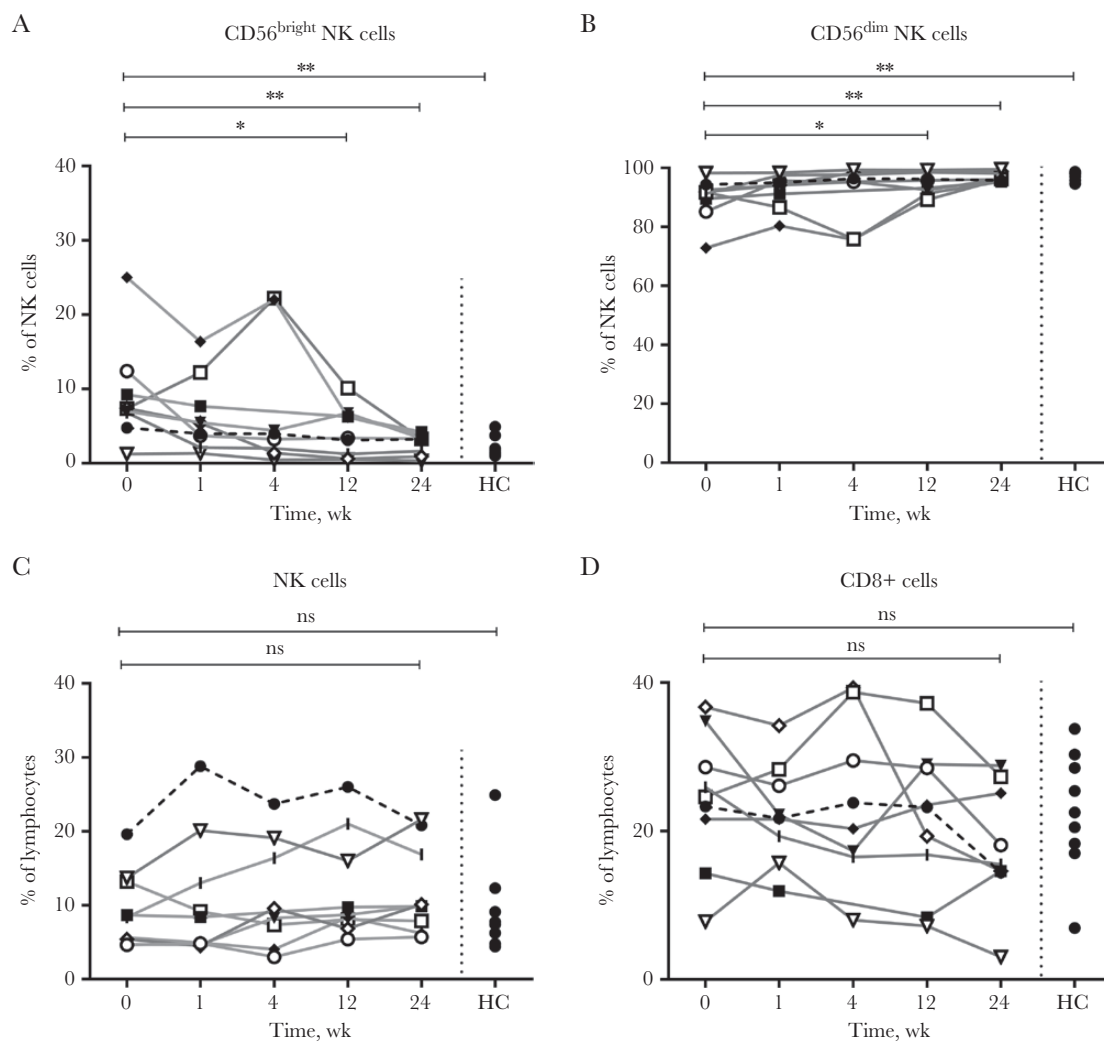 A
CD56bright NK cells
**
**
*
40
30
20
10
0
% of NK cells
0 1 4 12 24 HC
Time, wk
B
CD56dim NK cells
**
**
*
100
80
60
40
20
0
% of NK cells
0 1 4 12 24 HC
Time, wk
C
NK cells
ns
ns
40
30
20
10
0
% of lymphocytes
0 1 4 12 24 HC
Time, wk
D
CD8+ cells
ns
ns
40
20
0
% of lymphocytes
0 1 4 12 24 HC
Time, wk